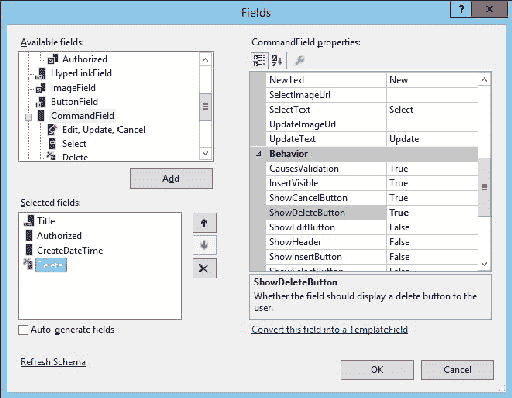 Fields
?
Available fields:
Authorized
HyperLinkField
ImageField
ButtonField
CommandField
Edit, Update, Cancel
Select
Delete
Add
Selected fields:
Title
Authorized
CreateDateTime
Delete
Auto-generate fields
Refresh Schema
CommandField properties:
NewText New
SelectImageUrl
SelectText Select
UpdateImageUrl
UpdateText Update
Behavior
CausesValidation True
InsertVisible True
ShowCancelButton True
ShowDeleteButton True
ShowEditButton False
ShowHeader False
ShowInsertButton False
ShowSelectButton False
ShowDeleteButton
Whether the field should display a delete button to the
user.
Convert this field into a TemplateField
OK Cancel